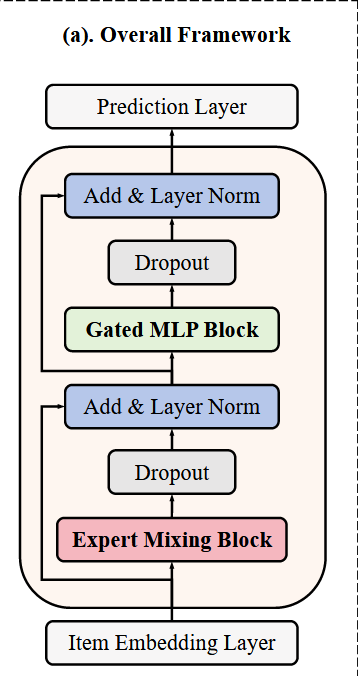 (a). Overall Framework
Prediction Layer
Add & Layer Norm
Dropout
Gated MLP Block
Add & Layer Norm
Dropout
Expert Mixing Block
Item Embedding Layer